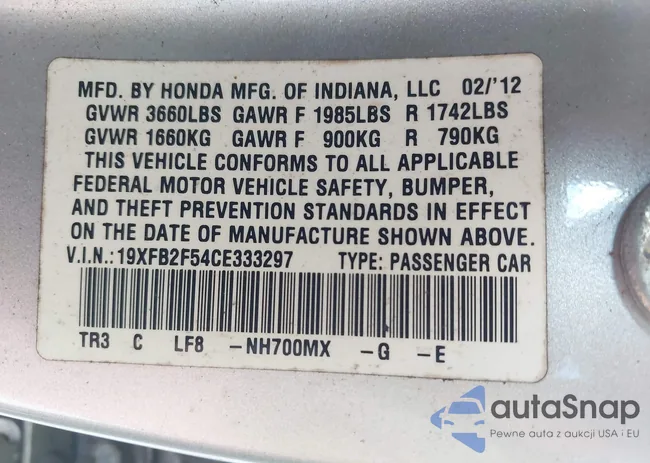 MFD. BY HONDA MFG. OF INDIANA, LLC 02/'12
GVWR 3660LBS GAWR F 1985LBS R 1742LBS
GVWR 1660KG GAWR F 900KG R 790KG
THIS VEHICLE CONFORMS TO ALL APPLICABLE
FEDERAL MOTOR VEHICLE SAFETY, BUMPER,
AND THEFT PREVENTION STANDARDS IN EFFECT
ON THE DATE OF MANUFACTURE SHOWN ABOVE.
V.I.N.:19XFB2F54CE333297 TYPE: PASSENGER CAR
TR3 C LF8 -NH700MX -G -E
autaSnap
Pewne auta z aukcji USA i EU